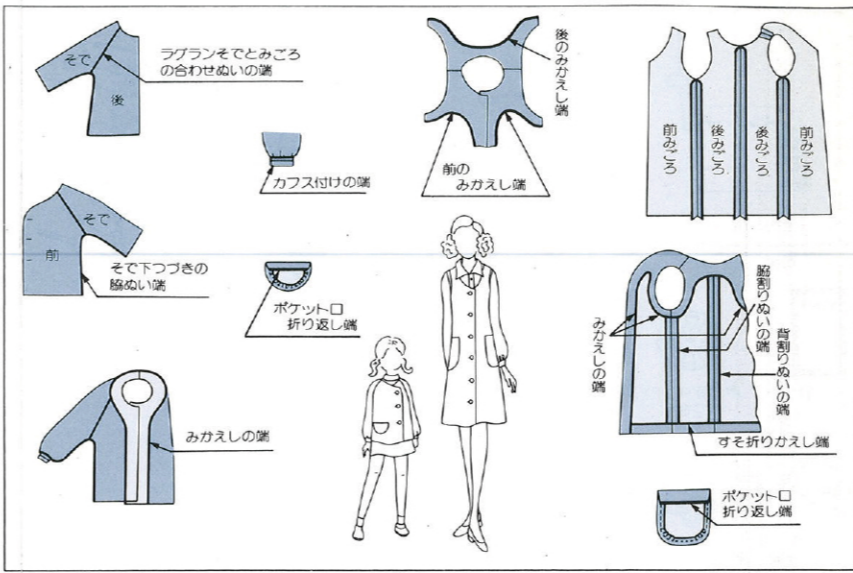 そで
ラグランそでとみごろ
の合わせぬいの端
後
カフス付けの端
前
そで
そで下つづきの
脇ぬい端
ポケット口
折り返し端
みかえしの端
後のみかえし端
前の
みかえし端
前みごろ
後みごろ
後みごろ
前みごろ
みかえしの端
脇割りぬいの端
背割りぬいの端
すそ折りかえし端
ポケット口
折り返し端